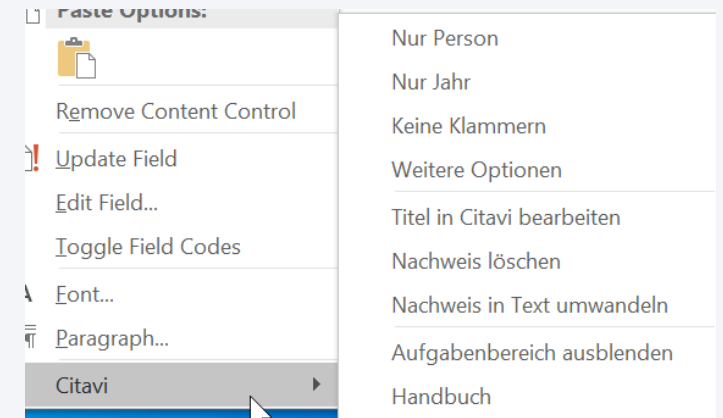 Paste Options:
Remove Content Control
Update Field
Edit Field...
Toggle Field Codes
Font...
Paragraph...
Citavi
Nur Person
Nur Jahr
Keine Klammern
Weitere Optionen
Titel in Citavi bearbeiten
Nachweis löschen
Nachweis in Text umwandeln
Aufgabenbereich ausblenden
Handbuch